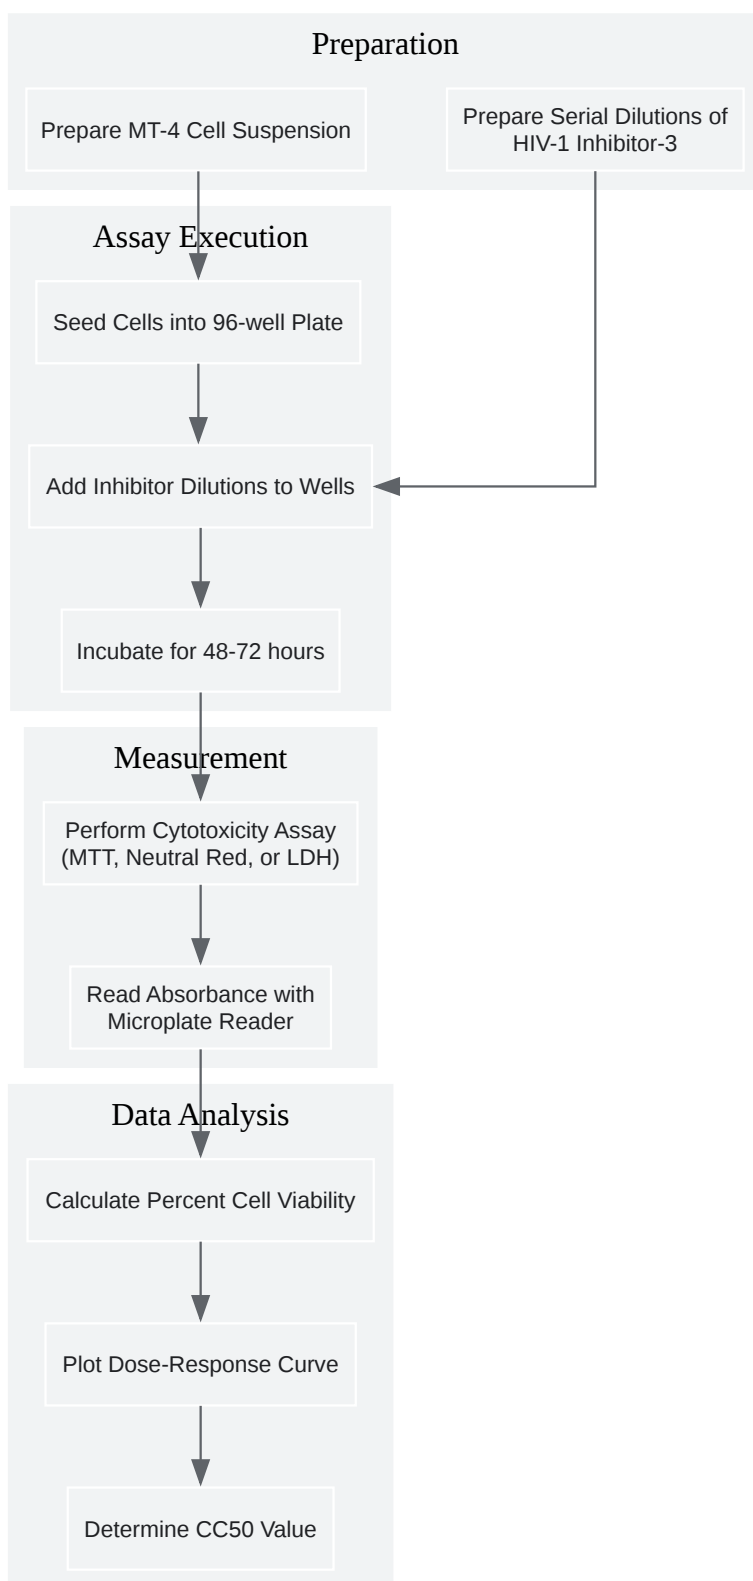 Preparation
Prepare MT-4 Cell Suspension
Prepare Serial Dilutions of
HIV-1 Inhibitor-3
Assay Execution
Seed Cells into 96-well Plate
Add Inhibitor Dilutions to Wells
Incubate for 48-72 hours
Measurement
Perform Cytotoxicity Assay
(MTT, Neutral Red, or LDH)
Read Absorbance with
Microplate Reader
Data Analysis
Calculate Percent Cell Viability
Plot Dose-Response Curve
Determine CC50 Value